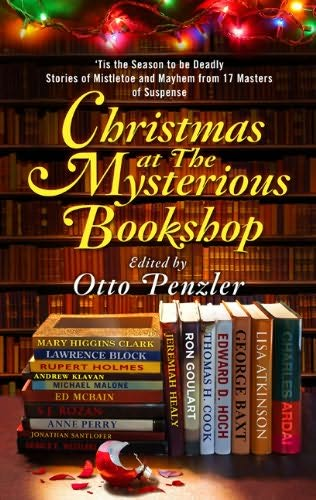 'Tis the Season to be Deadly
Stories of Mistletoe and Mayhem from 17 Masters
of Suspense
Christmas
at The
Mysterious
Bookshop
Edited by
Otto Penzler
MARY HIGGINS CLARK
LAWRENCE BLOCK
RUPERT HOLMES
ANDREW KLAVAN
MICHAEL MALONE
ED MCBAIN
S.J. ROZAN
ANNE PERRY
JONATHAN SANTLOFER
JEREMIAH HEALY
RON GOULART
THOMAS H. COOK
EDWARD D. HOCH
GEORGE BAXT
LISA ATKINSON
CHARLES ARDAI